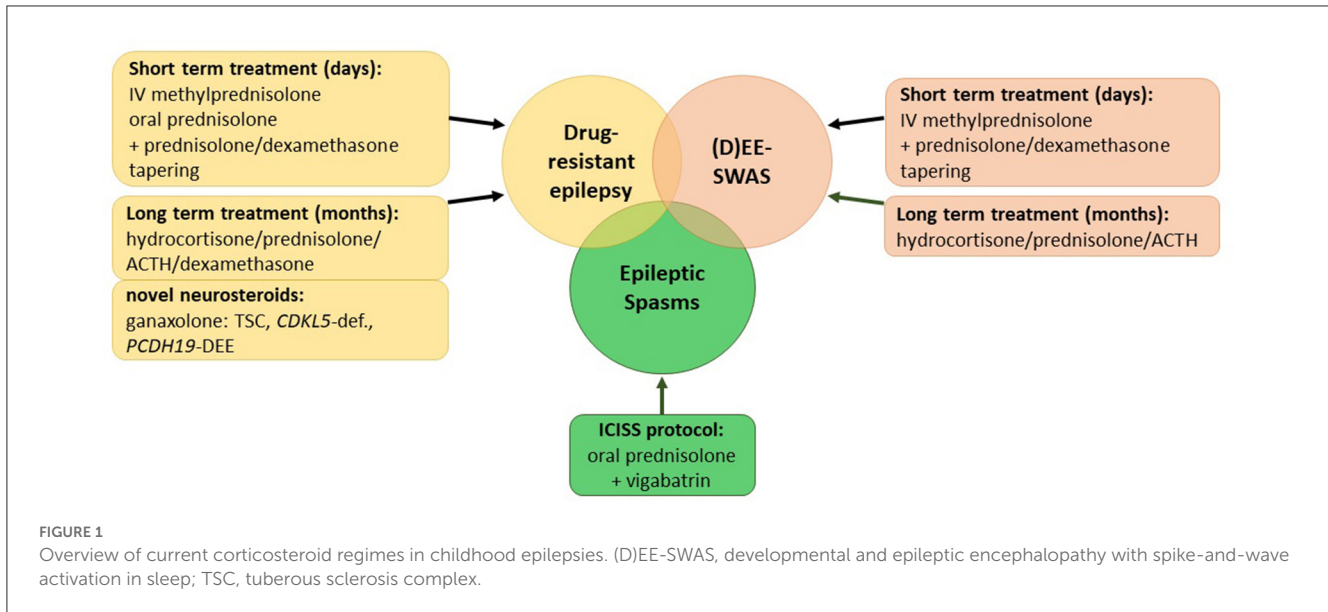 Short term treatment (days):
IV methylprednisolone
oral prednisolone
+ prednisolone/dexamethasone
tapering
Long term treatment (months):
hydrocortisone/prednisolone/
ACTH/dexamethasone
novel neurosteroids:
ganaxolone: TSC, CDKL5-def.,
PCDH19-DEE
Drug-
resistant
epilepsy
(D)EE-
SWAS
Epileptic
Spasms
Short term treatment (days):
IV methylprednisolone
+ prednisolone/dexamethasone
tapering
Long term treatment (months):
hydrocortisone/prednisolone/ACTH
ICISS protocol:
oral prednisolone
+ vigabatrin
FIGURE 1
Overview of current corticosteroid regimes in childhood epilepsies. (D)EE-SWAS, developmental and epileptic encephalopathy with spike-and-wave
activation in sleep; TSC, tuberous sclerosis complex.